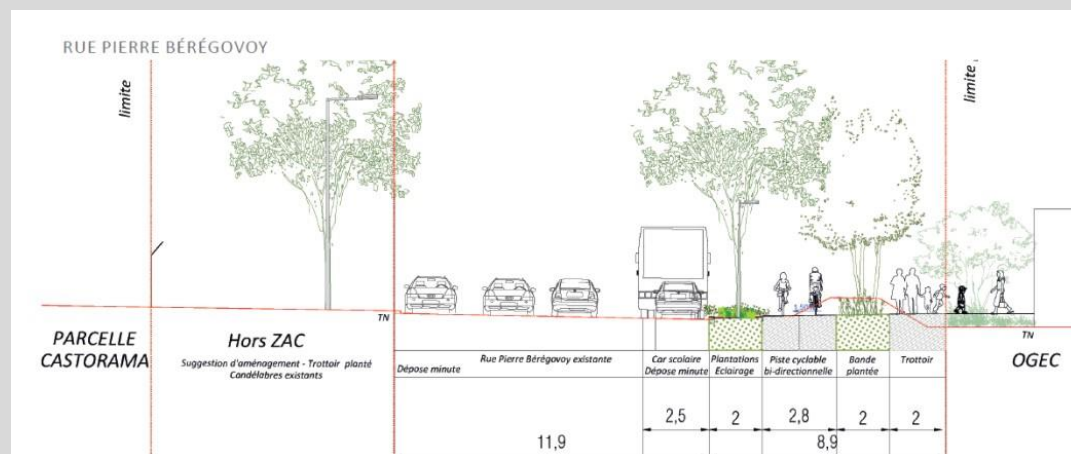 RUE PIERRE BÉRÉGOVOY
limite
limite
TN
TN
PARCELLE
CASTORAMA
Hors ZAC
Suggestion d'aménagement - Trottoir planté
Candélabres existants
Dépose minute
Rue Pierre Bérégovoy existante
Car scolaire
Dépose minute
Plantations
Eclairage
Piste cyclable
bi-directionnelle
Bande
plantée
Trottoir
OGEC
2,5
2
2,8
2
2
11,9
8,9